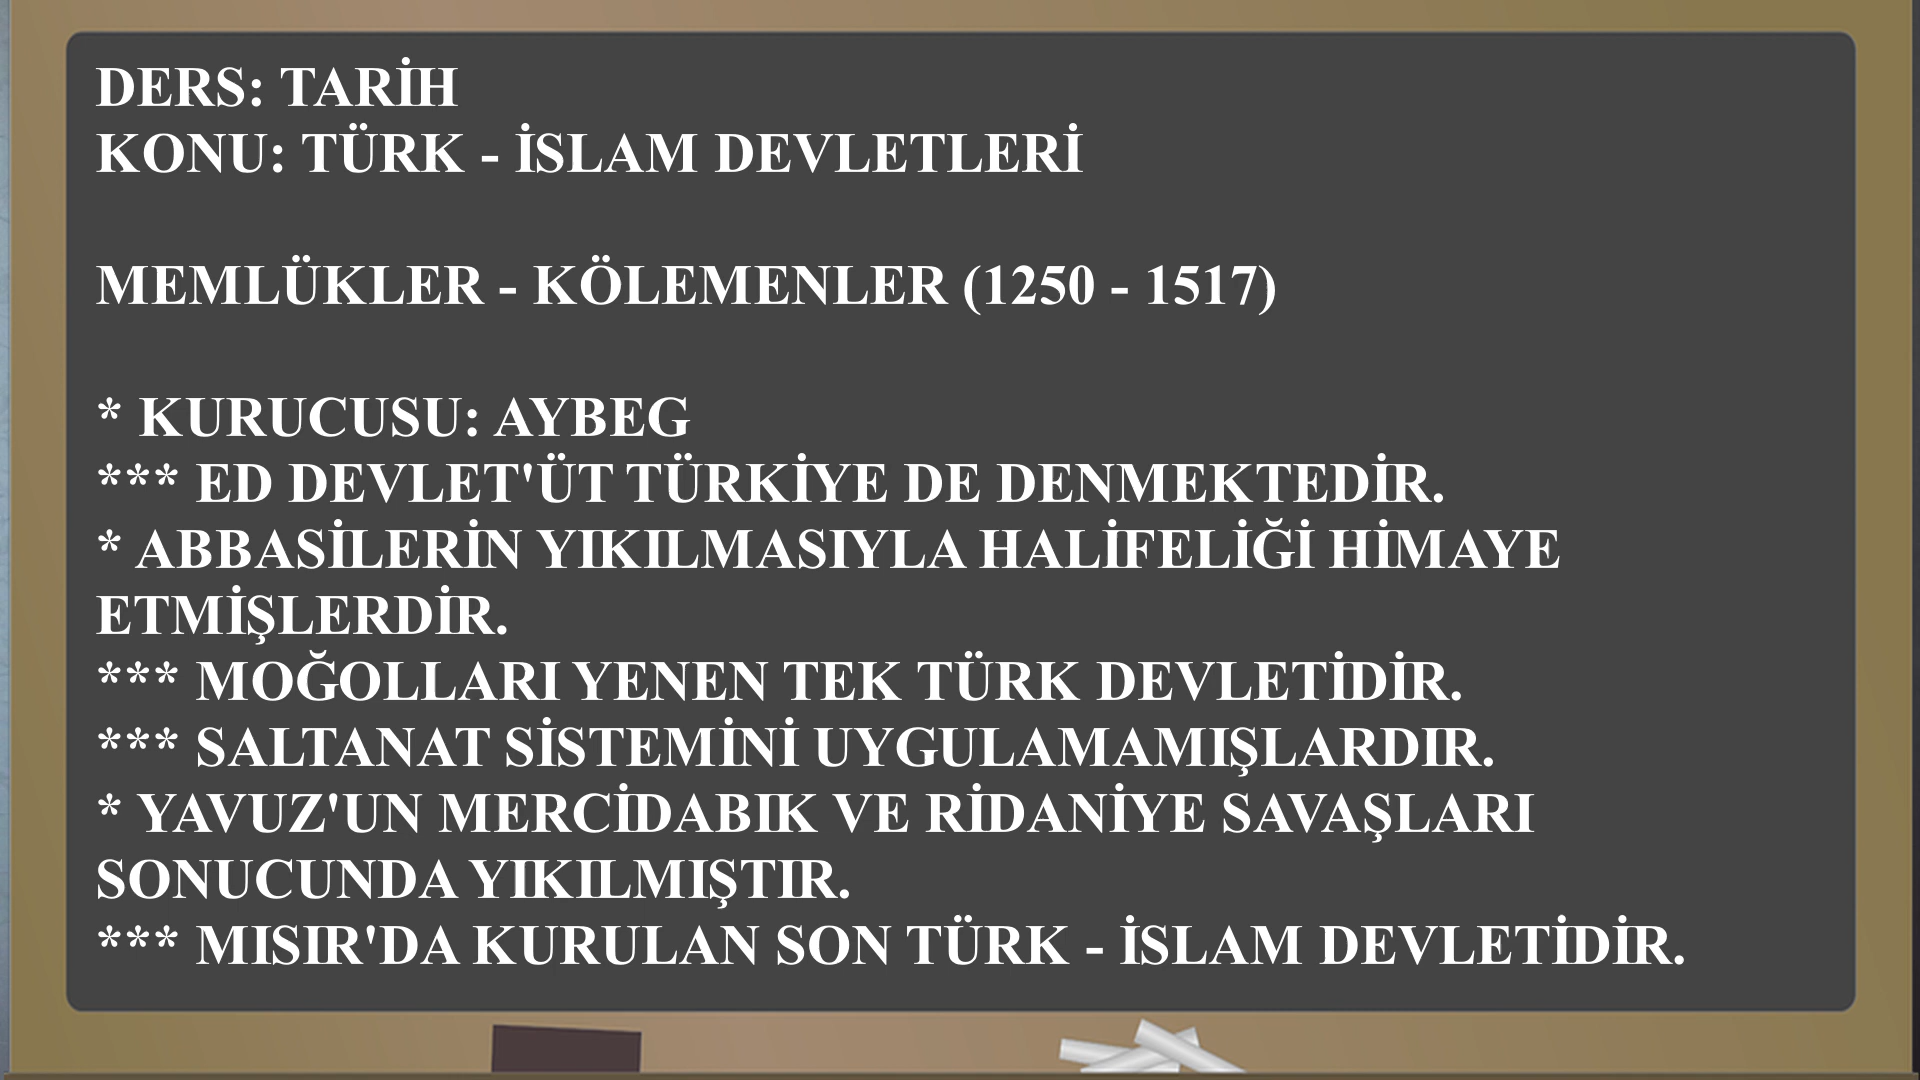 DERS: TARİH
KONU: TÜRK - İSLAM DEVLETLERİ
MEMLÜKLER - KÖLEMENLER (1250 - 1517)
* KURUCUSU: AYBEG
*** ED DEVLET'ÜT TÜRKİYE DE DENMEKTEDİR.
* ABBASİLERİN YIKILMASIYLA HALİFELİĞİ HİMAYE
ETMİŞLERDİR.
*** MOĞOLLARI YENEN TEK TÜRK DEVLETİDİR.
*** SALTANAT SİSTEMİNİ UYGULAMAMIŞLARDIR.
* YAVUZ'UN MERCİDABIK VE RİDANİYE SAVAŞLARI
SONUCUNDA YIKILMIŞTIR.
*** MISIR'DA KURULAN SON TÜRK - İSLAM DEVLETİDİR.